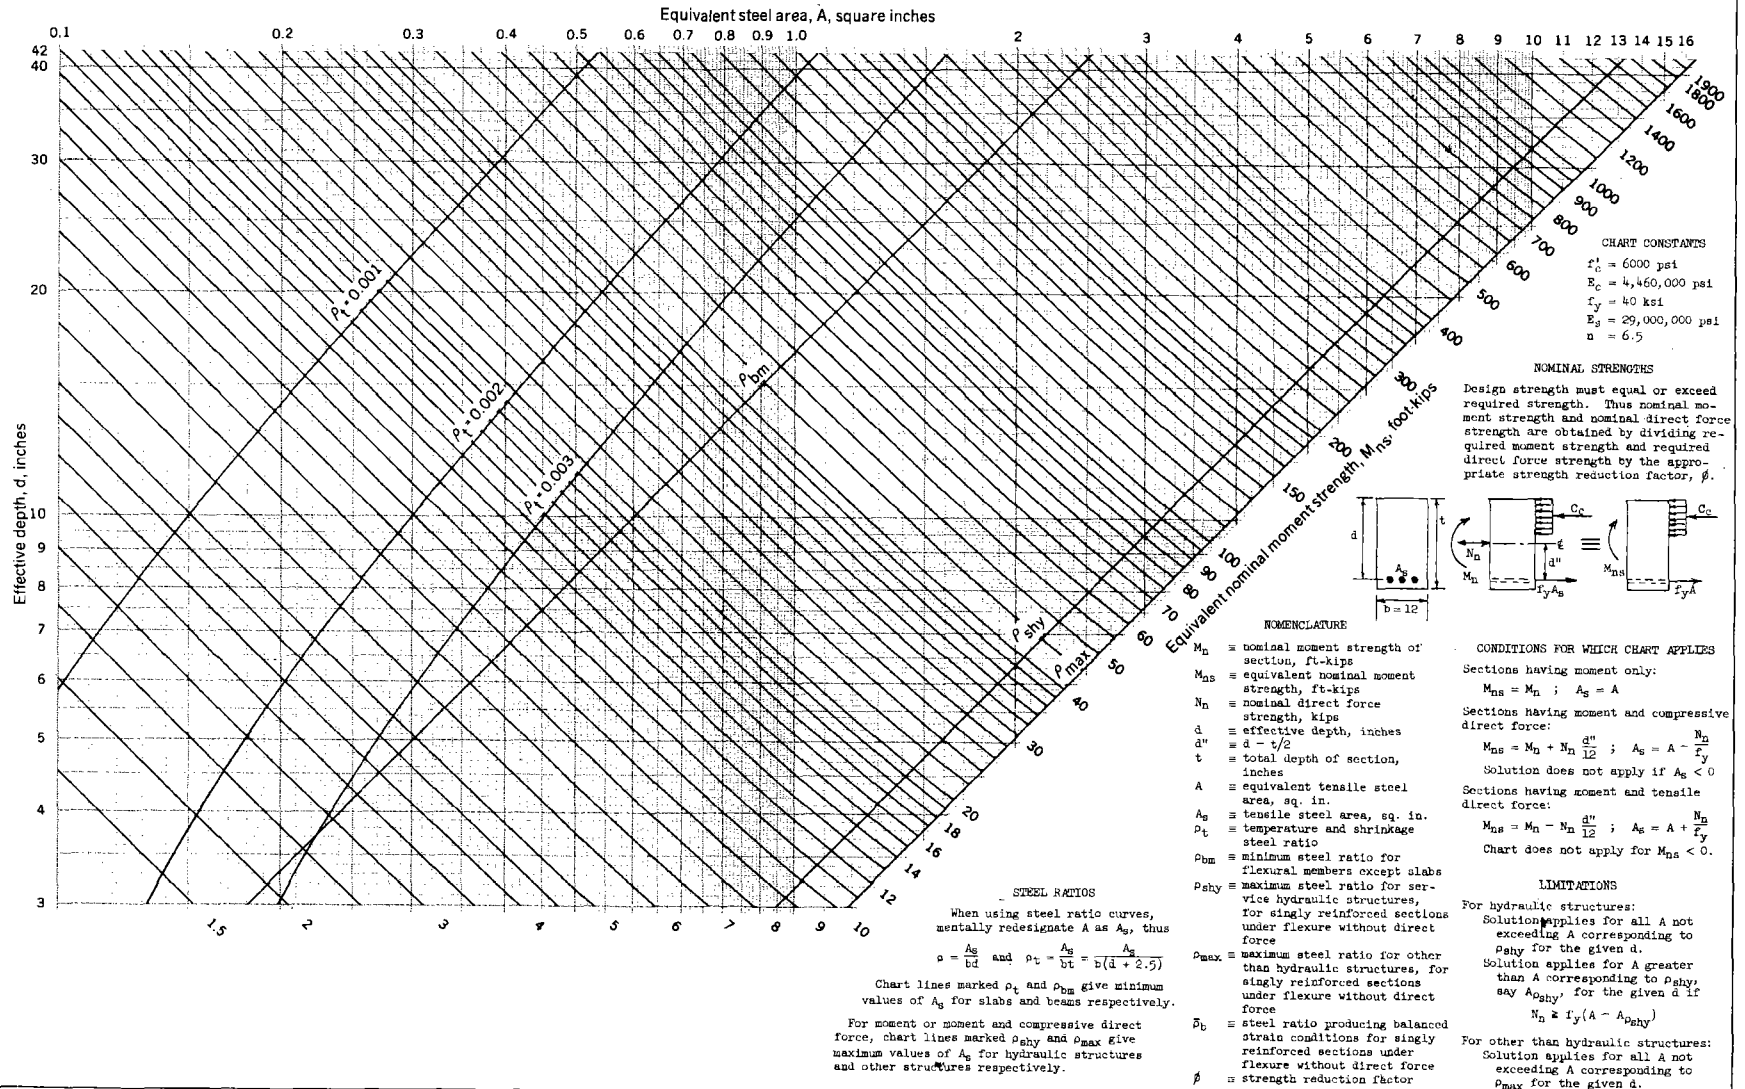 Equivalent steel area, A, square inches
0.1 0.2 0.3 0.4 0.5 0.6 0.7 0.8 0.9 1.0 2 3 4 5 6 7 8 9 10 11 12 13 14 15 16
42
40
30
20
10
9
8
7
6
5
4
3
Effective depth, d, inches
ρt = 0.001
ρt = 0.002
ρt = 0.003
ρbm
ρshy
ρmax
1.5 2 3 4 5 6 7 8 9 10 12 14 16 18 20 30 40 50 60 70 80 90 100 150 200 300 400 500 600 700 800 900 1000 1200 1400 1600 1800 1900
Equivalent nominal moment strength, Mns, foot-kips
CHART CONSTANTS
f'c = 6000 psi
Ec = 4,460,000 psi
fy = 40 ksi
Es = 29,000,000 psi
n = 6.5
NOMINAL STRENGTHS
Design strength must equal or exceed
required strength. Thus nominal mo-
ment strength and nominal direct force
strength are obtained by dividing re-
quired moment strength and required
direct force strength by the appro-
priate strength reduction factor, ∅.
d As t b = 12
Nn Mn Cc ₵ d" fyAs
≡
Mns Cc fyA
NOMENCLATURE
Mn ≡ nominal moment strength of
section, ft-kips
Mns ≡ equivalent nominal moment
strength, ft-kips
Nn ≡ nominal direct force
strength, kips
d ≡ effective depth, inches
d" ≡ d - t/2
t ≡ total depth of section,
inches
A ≡ equivalent tensile steel
area, sq. in.
As ≡ tensile steel area, sq. in.
ρt ≡ temperature and shrinkage
steel ratio
ρbm ≡ minimum steel ratio for
flexural members except slabs
ρshy ≡ maximum steel ratio for ser-
vice hydraulic structures,
for singly reinforced sections
under flexure without direct
force
ρmax ≡ maximum steel ratio for other
than hydraulic structures, for
singly reinforced sections
under flexure without direct
force
ρ̄b ≡ steel ratio producing balanced
strain conditions for singly
reinforced sections under
flexure without direct force
∅ ≡ strength reduction factor
CONDITIONS FOR WHICH CHART APPLIES
Sections having moment only:
Mns = Mn ; As = A
Sections having moment and compressive
direct force:
Mns = Mn + Nn d"/12 ; As = A - Nn/fy
Solution does not apply if As < 0
Sections having moment and tensile
direct force:
Mns = Mn - Nn d"/12 ; As = A + Nn/fy
Chart does not apply for Mns < 0.
LIMITATIONS
For hydraulic structures:
Solution applies for all A not
exceeding A corresponding to
ρshy for the given d.
Solution applies for A greater
than A corresponding to ρshy,
say Aρshy, for the given d if
Nn ≥ fy(A - Aρshy)
For other than hydraulic structures:
Solution applies for all A not
exceeding A corresponding to
ρmax for the given d.
STEEL RATIOS
When using steel ratio curves,
mentally redesignate A as As, thus
ρ = As/bd and ρt = As/bt = As/b(d + 2.5)
Chart lines marked ρt and ρbm give minimum
values of As for slabs and beams respectively.
For moment or moment and compressive direct
force, chart lines marked ρshy and ρmax give
maximum values of As for hydraulic structures
and other structures respectively.